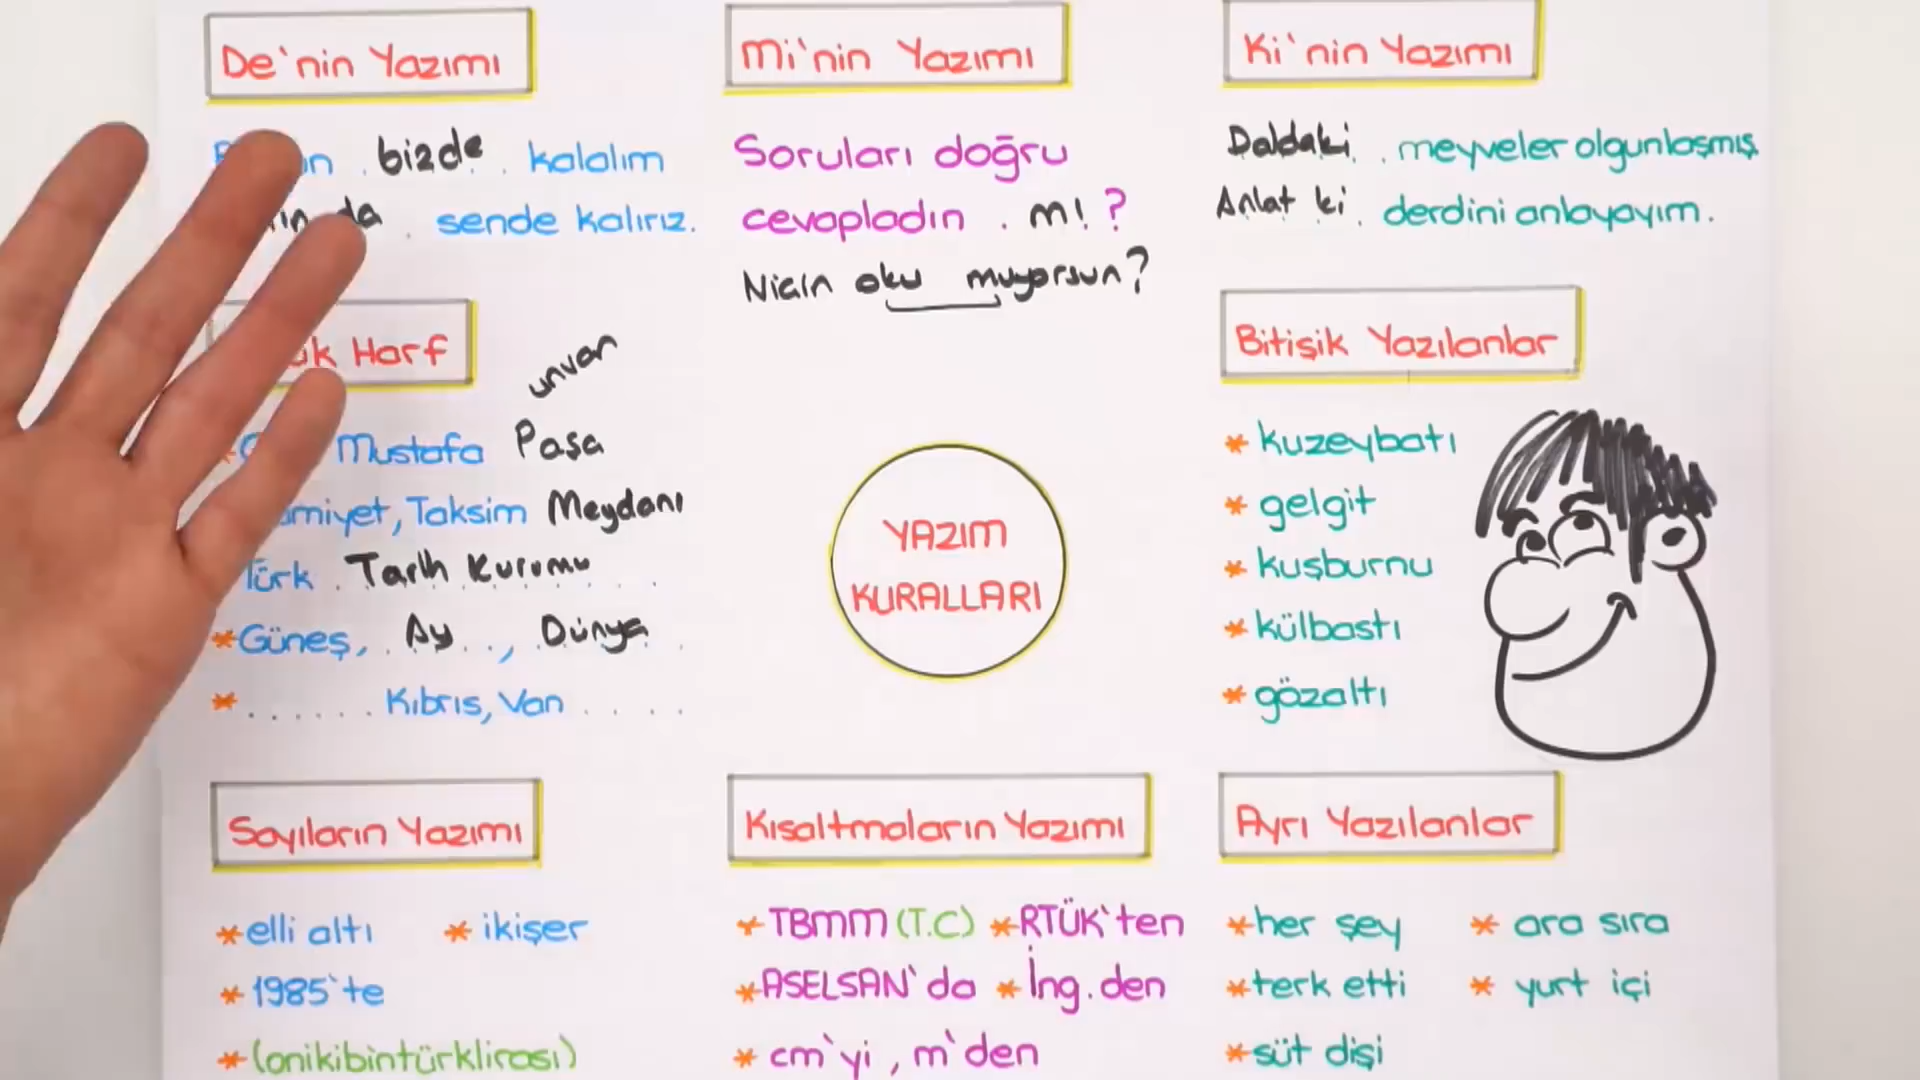 De'nin Yazımı
bizde kalalım
da sende kalırız.
Mi'nin Yazımı
Soruları doğru
cevapladın mı?
Niçin oku muyorsun?
Ki'nin Yazımı
Daldaki meyveler olgunlaşmış.
Anlat ki derdini anlayayım.
Harf
unvan
Mustafa Paşa
Taksim Meydanı
Türk Tarih Kurumu
*Güneş, Ay, Dünya
*...... Kıbrıs, Van ....
YAZIM
KURALLARI
Bitişik Yazılanlar
* kuzeybatı
* gelgit
* kuşburnu
* külbastı
* gözaltı
Sayıların Yazımı
*elli altı * ikişer
* 1985'te
*(onikibintürklirası)
Kısaltmaların Yazımı
* TBMM (T.C) *RTÜK'ten
*ASELSAN'da *İng.den
* cm'yi, m'den
Ayrı Yazılanlar
*her şey * ara sıra
*terk etti * yurt içi
*süt dişi